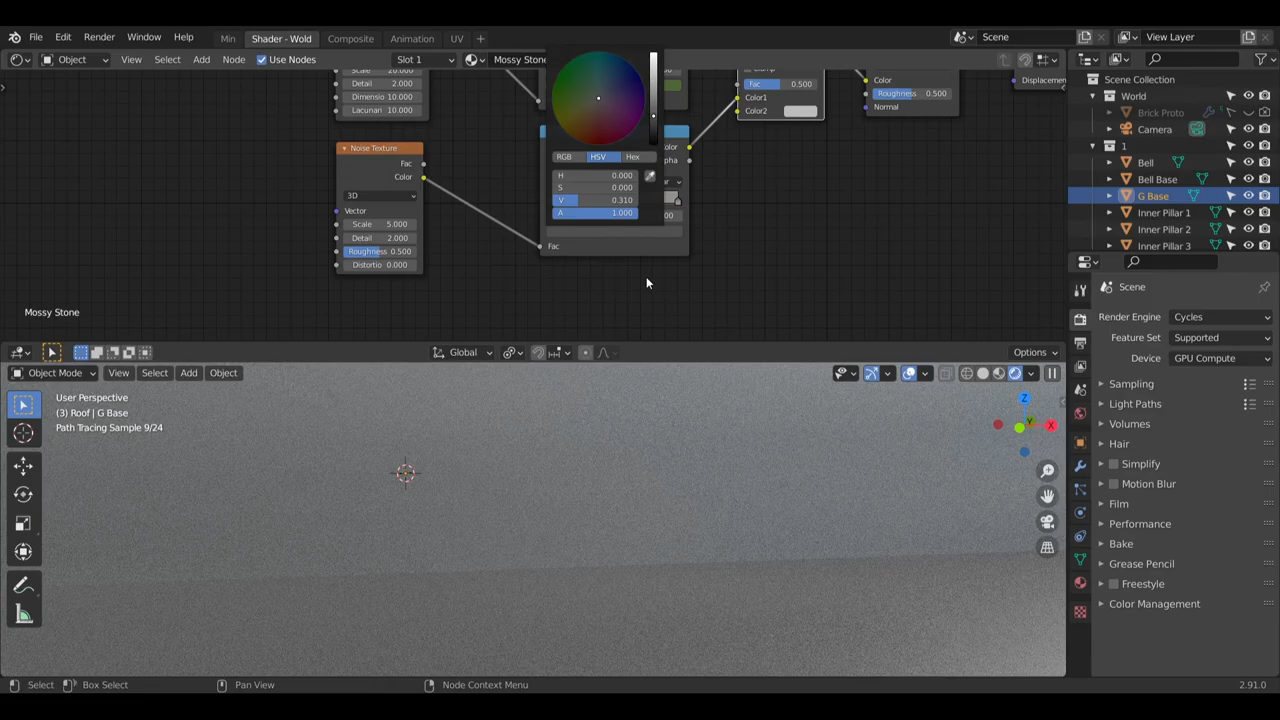 File Edit Render Window Help Min Shader - Wold Composite Animation UV Scene View Layer
Object View Select Add Node Use Nodes Slot 1 Mossy Stone
Scale 20.000
Detail 2.000
Dimensio 10.000
Lacunari 10.000
Noise Texture
Fac
Color
3D
Vector
Scale 5.000
Detail 2.000
Roughness 0.500
Distortio 0.000
RGB HSV Hex
H 0.000
S 0.000
V 0.310
A 1.000
Fac
Fac 0.500
Color1
Color2
Color
Roughness 0.500
Normal
Displacemen
Mossy Stone
Scene Collection
World
Brick Proto
Camera
1
Bell
Bell Base
G Base
Inner Pillar 1
Inner Pillar 2
Inner Pillar 3
Scene
Render Engine Cycles
Feature Set Supported
Device GPU Compute
Sampling
Light Paths
Volumes
Hair
Simplify
Motion Blur
Film
Performance
Bake
Grease Pencil
Freestyle
Color Management
Global Options
Object Mode View Select Add Object
User Perspective
(3) Roof | G Base
Path Tracing Sample 9/24
Z
Y
X
Select Box Select Pan View Node Context Menu 2.91.0